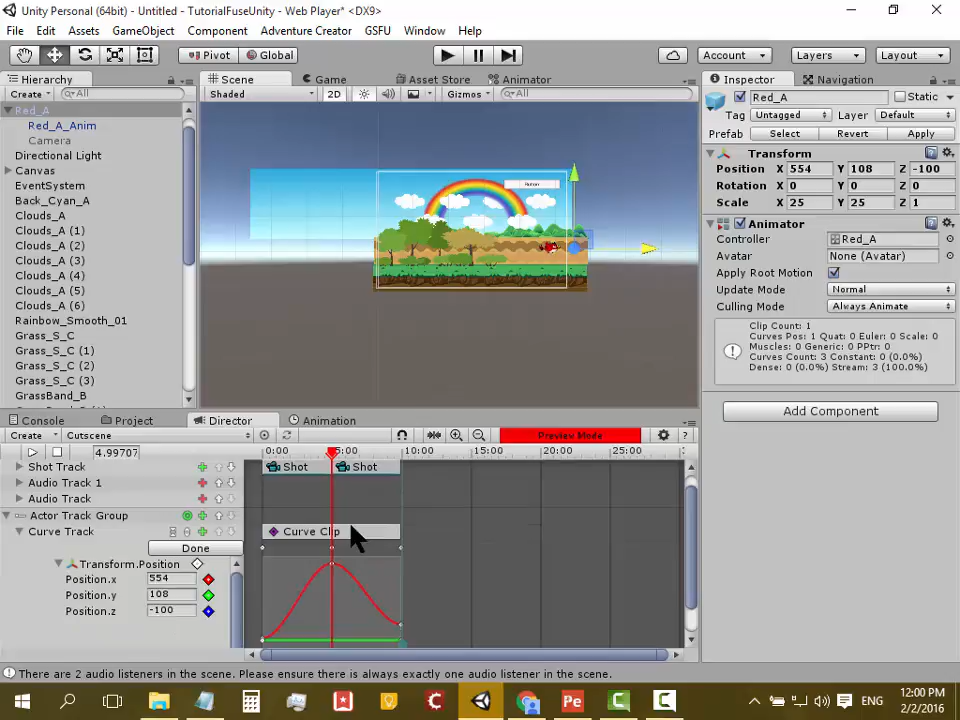 Unity Personal (64bit) - Untitled - TutorialFuseUnity - Web Player* <DX9>
File Edit Assets GameObject Component Adventure Creator GSFU Window Help
Pivot Global Account Layers Layout
Hierarchy Scene Game Asset Store Animator Inspector Navigation
Create All Shaded 2D Gizmos All
Red_A
Red_A_Anim
Camera
Directional Light
Canvas
EventSystem
Back_Cyan_A
Clouds_A
Clouds_A (1)
Clouds_A (2)
Clouds_A (3)
Clouds_A (4)
Clouds_A (5)
Clouds_A (6)
Rainbow_Smooth_01
Grass_S_C
Grass_S_C (1)
Grass_S_C (2)
Grass_S_C (3)
GrassBand_B
Red_A Static
Tag Untagged Layer Default
Prefab Select Revert Apply
Transform
Position X 554 Y 108 Z -100
Rotation X 0 Y 0 Z 0
Scale X 25 Y 25 Z 1
Animator
Controller Red_A
Avatar None (Avatar)
Apply Root Motion
Update Mode Normal
Culling Mode Always Animate
Clip Count: 1
Curves Pos: 1 Quat: 0 Euler: 0 Scale: 0
Muscles: 0 Generic: 0 PPtr: 0
Curves Count: 3 Constant: 0 (0.0%)
Dense: 0 (0.0%) Stream: 3 (100.0%)
Add Component
Console Project Director Animation
Create Cutscene Preview Mode ?
4.99707 0:00 5:00 10:00 15:00 20:00 25:00
Shot Track Shot Shot
Audio Track 1
Audio Track
Actor Track Group
Curve Track Curve Clip
Done
Transform.Position
Position.x 554
Position.y 108
Position.z -100
There are 2 audio listeners in the scene. Please ensure there is always exactly one audio listener in the scene.
Pe ENG 12:00 PM
2/2/2016